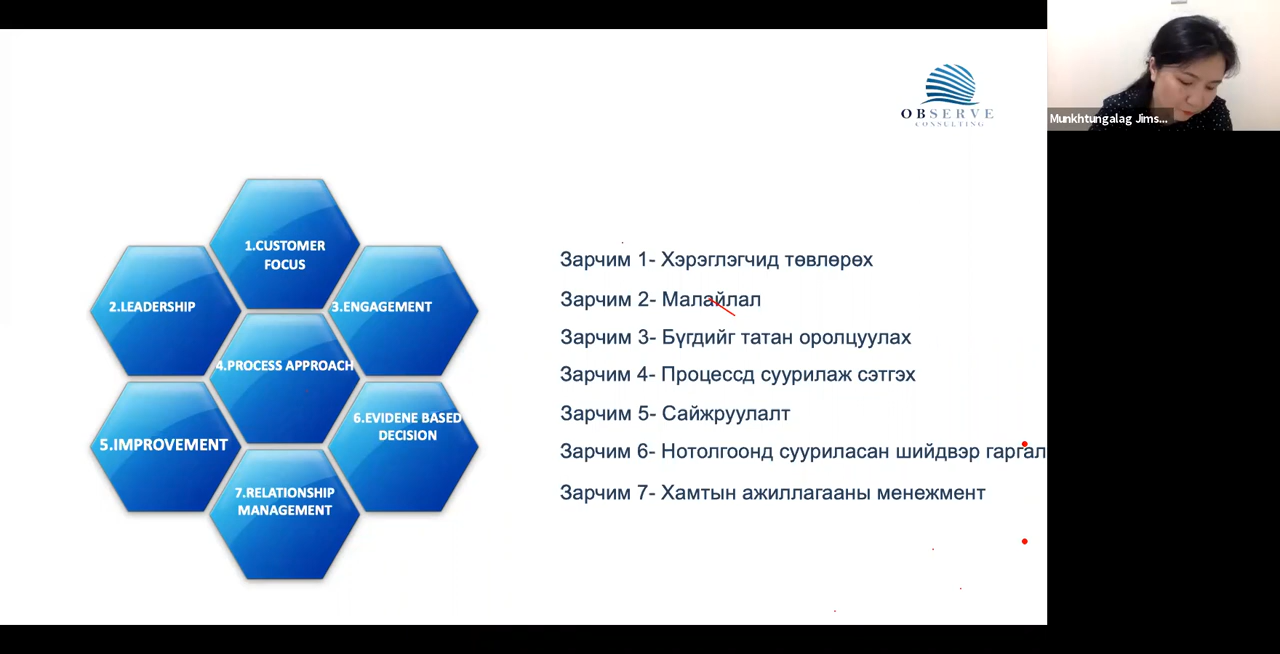 OBSERVE
CONSULTING
Munkhtungalag Jims...
1.CUSTOMER
FOCUS
2.LEADERSHIP
3.ENGAGEMENT
4.PROCESS APPROACH
5.IMPROVEMENT
6.EVIDENE BASED
DECISION
7.RELATIONSHIP
MANAGEMENT
Зарчим 1- Хэрэглэгчид төвлөрөх
Зарчим 2- Малайлал
Зарчим 3- Бүгдийг татан оролцуулах
Зарчим 4- Процессд суурилаж сэтгэх
Зарчим 5- Сайжруулалт
Зарчим 6- Нотолгоонд суурилсан шийдвэр гаргал
Зарчим 7- Хамтын ажиллагааны менежмент